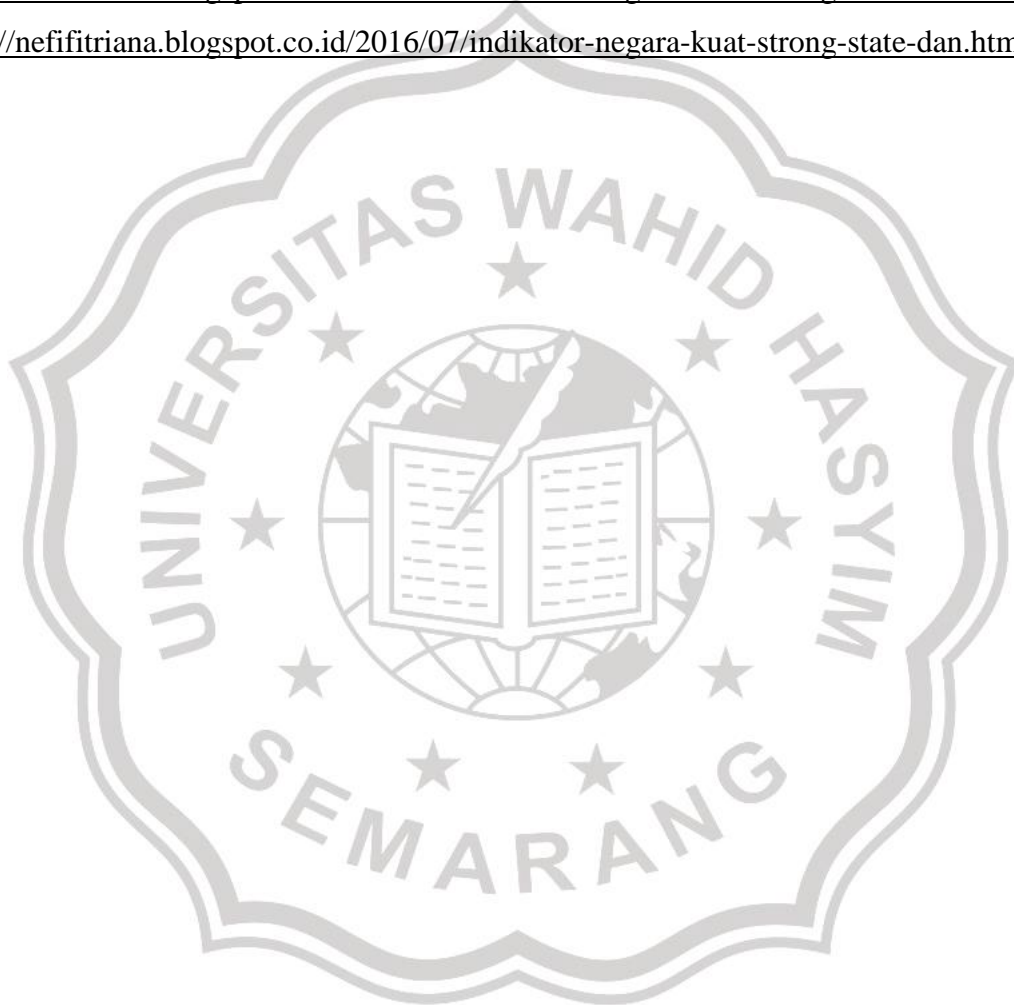 //nefifitriana.blogspot.co.id/2016/07/indikator-negara-kuat-strong-state-dan.htm
UNIVERSITAS WAHID HASYIM
SEMARANG